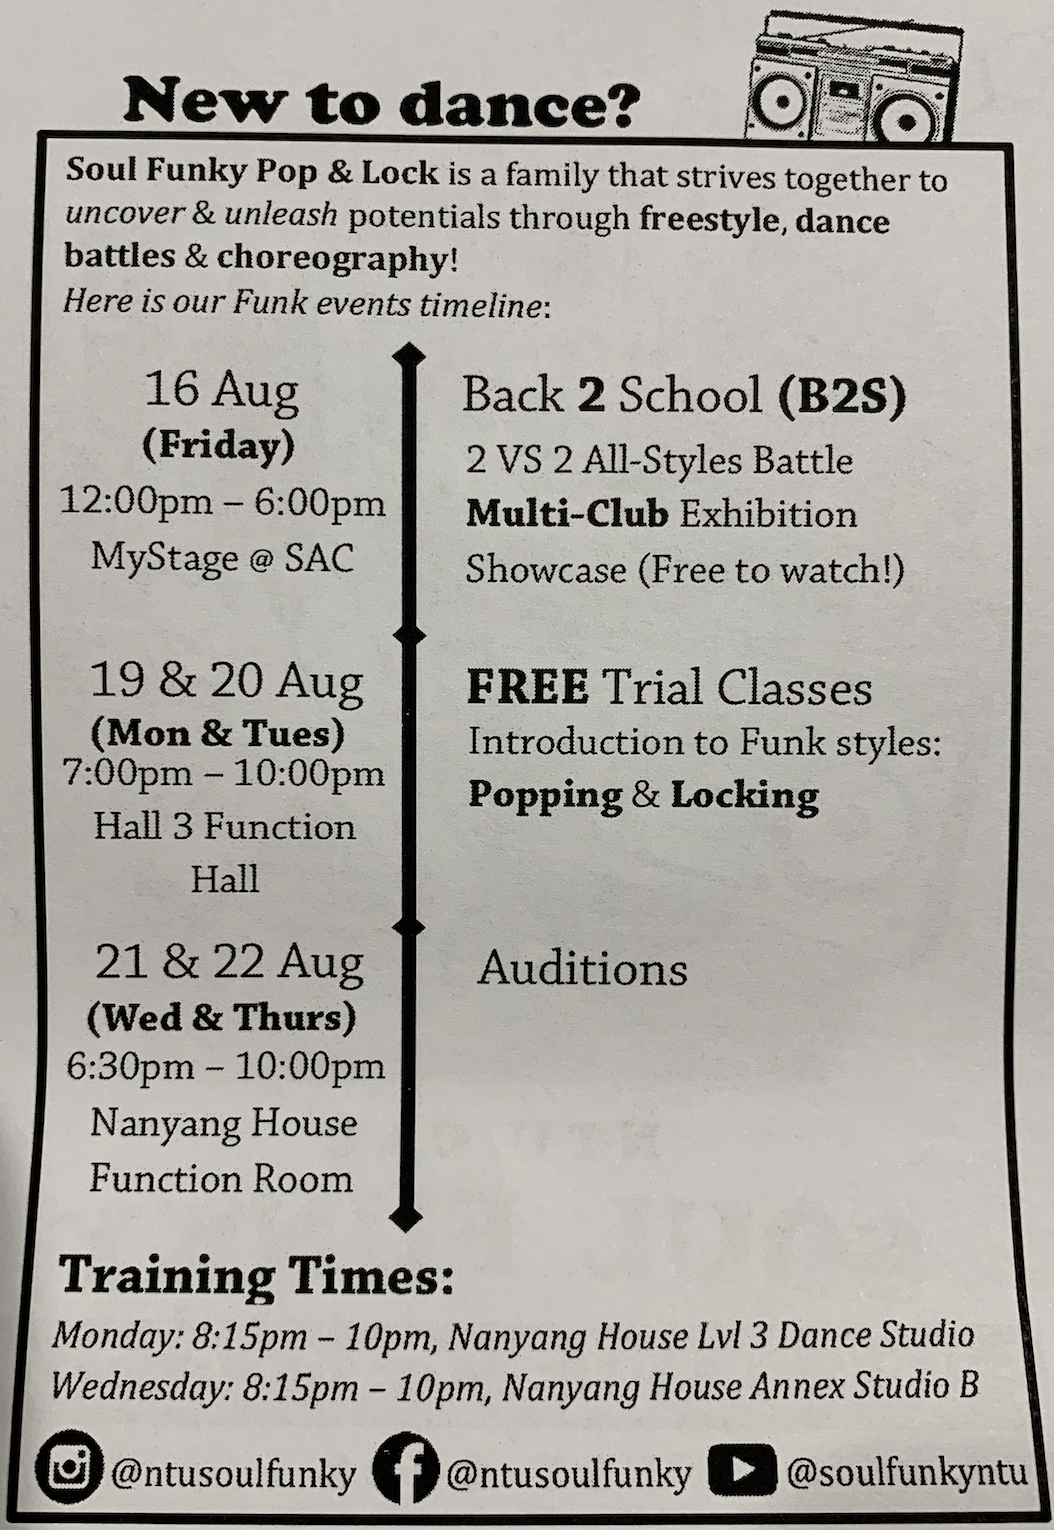 New to dance?
Soul Funky Pop & Lock is a family that strives together to
uncover & unleash potentials through freestyle, dance
battles & choreography!
Here is our Funk events timeline:
16 Aug
(Friday)
12:00pm – 6:00pm
MyStage @ SAC
Back 2 School (B2S)
2 VS 2 All-Styles Battle
Multi-Club Exhibition
Showcase (Free to watch!)
19 & 20 Aug
(Mon & Tues)
7:00pm – 10:00pm
Hall 3 Function
Hall
FREE Trial Classes
Introduction to Funk styles:
Popping & Locking
21 & 22 Aug
(Wed & Thurs)
6:30pm – 10:00pm
Nanyang House
Function Room
Auditions
Training Times:
Monday: 8:15pm – 10pm, Nanyang House Lvl 3 Dance Studio
Wednesday: 8:15pm – 10pm, Nanyang House Annex Studio B
@ntusoulfunky @ntusoulfunky @soulfunkyntu